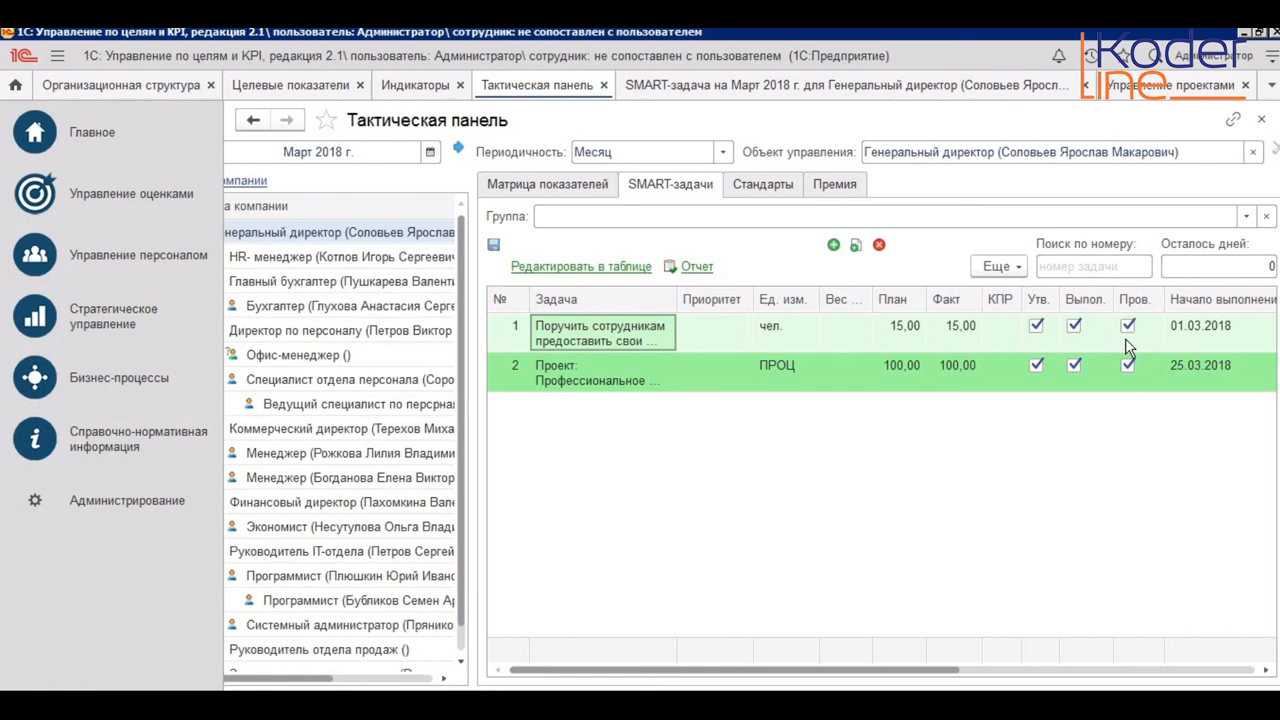 1С: Управление по целям и KPI, редакция 2.1\ пользователь: Администратор\ сотрудник: не сопоставлен с пользователем
1С: Управление по целям и KPI, редакция 2.1\ пользователь: Администратор\ сотрудник: не сопоставлен с пользователем (1С:Предприятие)
Администратор
Koder
Line
Организационная структура
Целевые показатели
Индикаторы
Тактическая панель
SMART-задача на Март 2018 г. для Генеральный директор (Соловьев Ярослав Макарович) (С...
Управление проектами
Главное
Управление оценками
Управление персоналом
Стратегическое
управление
Бизнес-процессы
Справочно-нормативная
информация
Администрирование
Тактическая панель
Март 2018 г.
Периодичность:
Месяц
Объект управления:
Генеральный директор (Соловьев Ярослав Макарович)
компании
Матрица показателей
SMART-задачи
Стандарты
Премия
а компании
Группа:
неральный директор (Соловьев Ярослав
HR- менеджер (Котлов Игорь Сергеевич
Главный бухгалтер (Пушкарева Валенти
Бухгалтер (Глухова Анастасия Серге
Директор по персоналу (Петров Виктор
Офис-менеджер ()
Специалист отдела персонала (Соро
Ведущий специалист по персрнал
Коммерческий директор (Терехов Миха
Менеджер (Рожкова Лилия Владими
Менеджер (Богданова Елена Виктор
Финансовый директор (Пахомкина Вале
Экономист (Несутулова Ольга Влади
Руководитель IT-отдела (Петров Сергей
Программист (Плюшкин Юрий Ивано
Программист (Бубликов Семен Ар
Системный администратор (Прянико
Руководитель отдела продаж ()
Поиск по номеру:
Осталось дней:
Редактировать в таблице
Отчет
Еще
номер задачи
0
№
Задача
Приоритет
Ед. изм.
Вес ...
План
Факт
КПР
Утв.
Выпол.
Пров.
Начало выполнени
1
Поручить сотрудникам
предоставить свои ...
чел.
15,00
15,00
01.03.2018
2
Проект:
Профессиональное ...
ПРОЦ
100,00
100,00
25.03.2018